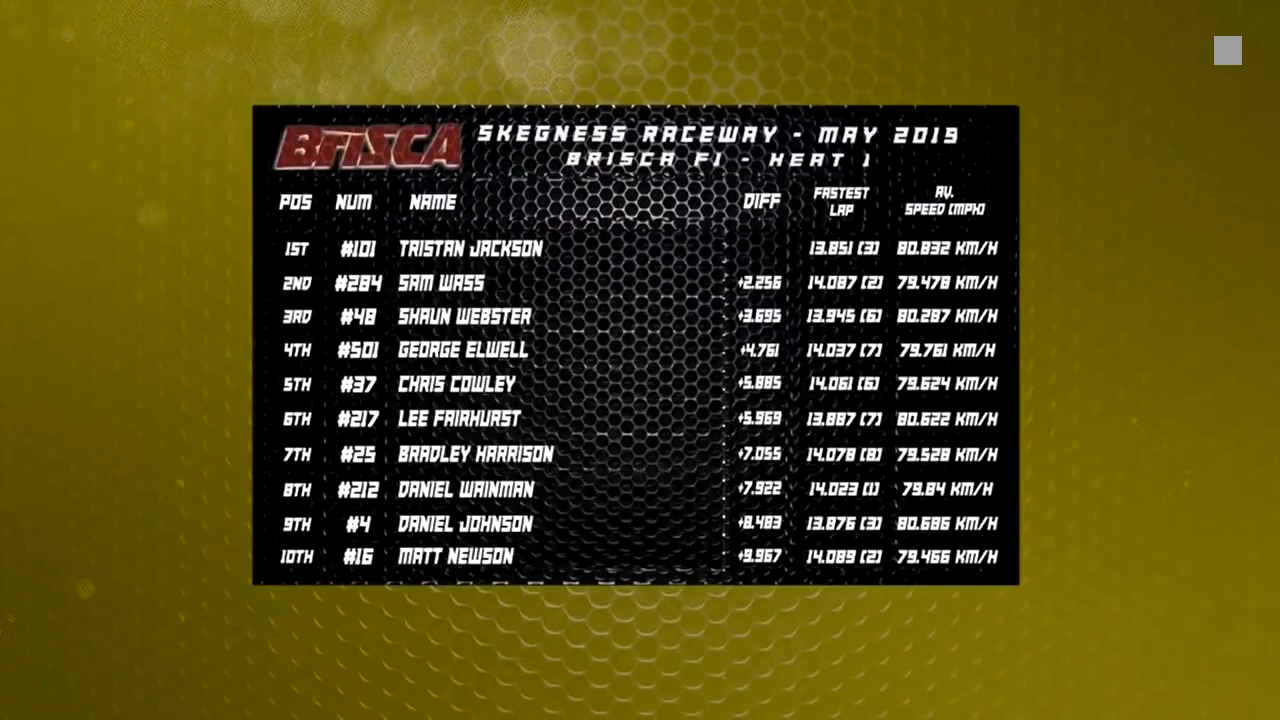 BRISCA
SKEGNESS RACEWAY - MAY 2019
BRISCA F1 - HEAT 1
POS NUM NAME DIFF FASTEST LAP AV. SPEED (MPH)
1ST #101 TRISTAN JACKSON 13.851 (3) 80.832 KM/H
2ND #284 SAM WASS +2.256 14.087 (2) 79.478 KM/H
3RD #48 SHAUN WEBSTER +3.695 13.945 (6) 80.287 KM/H
4TH #501 GEORGE ELWELL +4.761 14.037 (7) 79.761 KM/H
5TH #37 CHRIS COWLEY +5.885 14.061 (6) 79.624 KM/H
6TH #217 LEE FAIRHURST +5.969 13.887 (7) 80.622 KM/H
7TH #25 BRADLEY HARRISON +7.055 14.078 (8) 79.528 KM/H
8TH #212 DANIEL WAINMAN +7.922 14.023 (1) 79.84 KM/H
9TH #4 DANIEL JOHNSON +8.483 13.876 (3) 80.686 KM/H
10TH #16 MATT NEWSON +9.967 14.089 (2) 79.466 KM/H